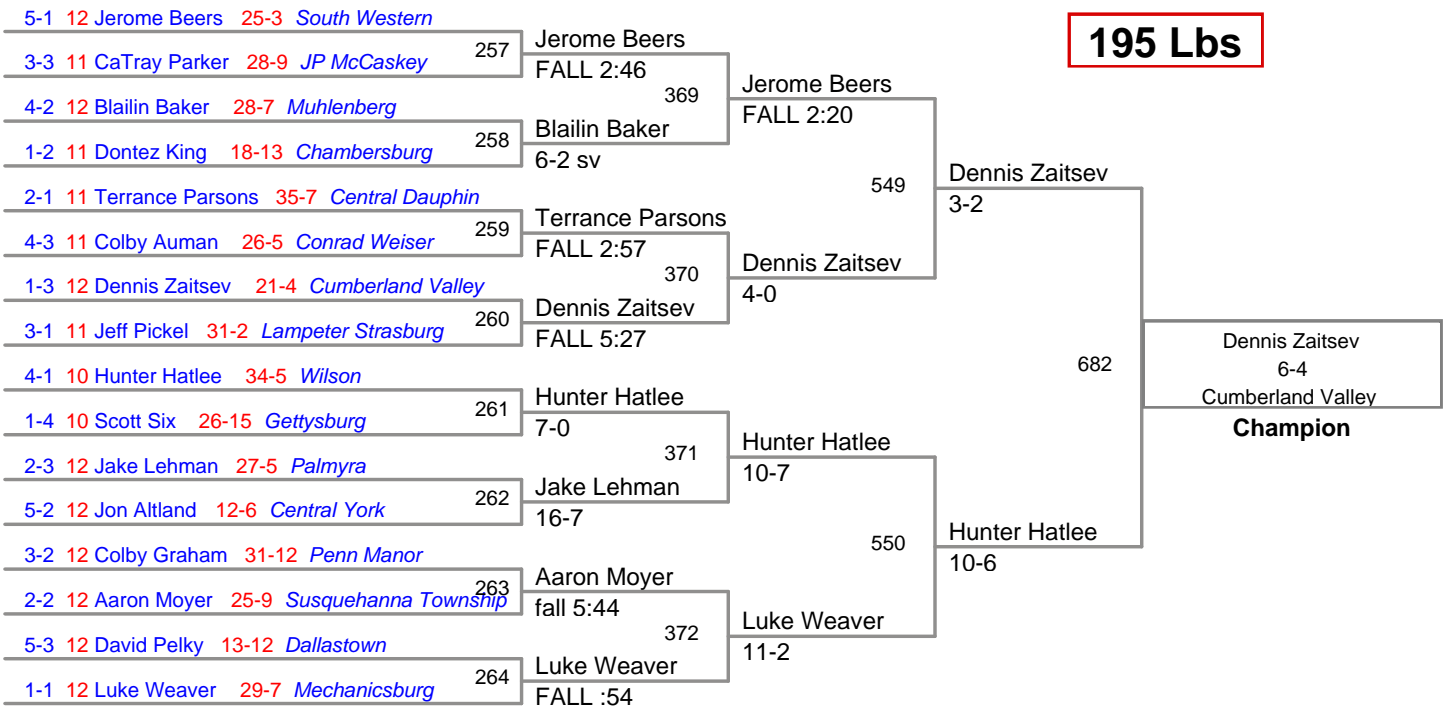 195 Lbs
5-1 12 Jerome Beers 25-3 South Western
3-3 11 CaTray Parker 28-9 JP McCaskey
4-2 12 Blailin Baker 28-7 Muhlenberg
1-2 11 Dontez King 18-13 Chambersburg
2-1 11 Terrance Parsons 35-7 Central Dauphin
4-3 11 Colby Auman 26-5 Conrad Weiser
1-3 12 Dennis Zaitsev 21-4 Cumberland Valley
3-1 11 Jeff Pickel 31-2 Lampeter Strasburg
4-1 10 Hunter Hatlee 34-5 Wilson
1-4 10 Scott Six 26-15 Gettysburg
2-3 12 Jake Lehman 27-5 Palmyra
5-2 12 Jon Altland 12-6 Central York
3-2 12 Colby Graham 31-12 Penn Manor
2-2 12 Aaron Moyer 25-9 Susquehanna Township
5-3 12 David Pelky 13-12 Dallastown
1-1 12 Luke Weaver 29-7 Mechanicsburg
257
Jerome Beers
FALL 2:46
258
Blailin Baker
6-2 sv
259
Terrance Parsons
FALL 2:57
260
Dennis Zaitsev
FALL 5:27
261
Hunter Hatlee
7-0
262
Jake Lehman
16-7
263
Aaron Moyer
fall 5:44
264
Luke Weaver
FALL :54
369
Jerome Beers
FALL 2:20
370
Dennis Zaitsev
4-0
371
Hunter Hatlee
10-7
372
Luke Weaver
11-2
549
Dennis Zaitsev
3-2
550
Hunter Hatlee
10-6
682
Dennis Zaitsev
6-4
Cumberland Valley
Champion